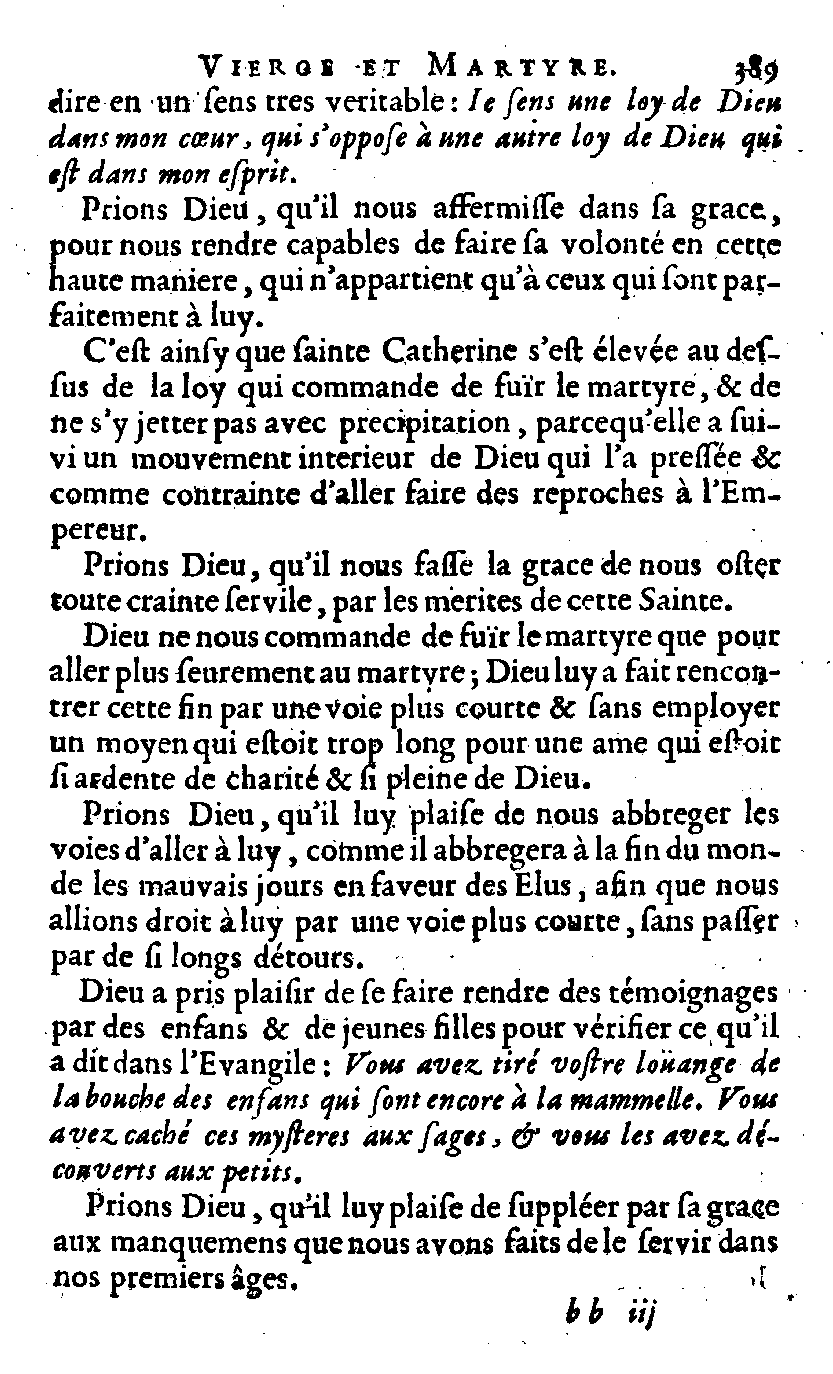 VIERGE ET MARTYRE. 389
dire en un ſens tres veritable : Ie ſens une loy de Dieu
dans mon cœur, qui s'oppoſe à une autre loy de Dieu qui
eſt dans mon eſprit.
Prions Dieu, qu'il nous affermiſſe dans ſa grace,
pour nous rendre capables de faire ſa volonté en cette
haute maniere, qui n'appartient qu'à ceux qui ſont par-
faitement à luy.
C'eſt ainſy que ſainte Catherine s'eſt élevée au deſ-
ſus de la loy qui commande de fuïr le martyre, & de
ne s'y jetter pas avec precipitation, parcequ'elle a ſui-
vi un mouvement interieur de Dieu qui l'a preſſée &
comme contrainte d'aller faire des reproches à l'Em-
pereur.
Prions Dieu, qu'il nous faſſe la grace de nous oſter
toute crainte ſervile, par les merites de cette Sainte.
Dieu ne nous commande de fuïr le martyre que pour
aller plus ſeurement au martyre ; Dieu luy a fait rencon-
trer cette fin par une voie plus courte & ſans employer
un moyen qui eſtoit trop long pour une ame qui eſtoit
ſi ardente de charité & ſi pleine de Dieu.
Prions Dieu, qu'il luy plaiſe de nous abbreger les
voies d'aller à luy, comme il abbregera à la fin du mon-
de les mauvais jours en faveur des Elus, afin que nous
allions droit à luy par une voie plus courte, ſans paſſer
par de ſi longs détours.
Dieu a pris plaiſir de ſe faire rendre des témoignages
par des enfans & de jeunes filles pour vérifier ce qu'il
a dit dans l'Evangile : Vous avez tiré voſtre loüange de
la bouche des enfans qui ſont encore à la mammelle. Vous
avez caché ces myſteres aux ſages, & vous les avez dé-
couverts aux petits.
Prions Dieu, qu'il luy plaiſe de ſuppléer par ſa grace
aux manquemens que nous avons faits de le ſervir dans
nos premiers âges.
bb iij